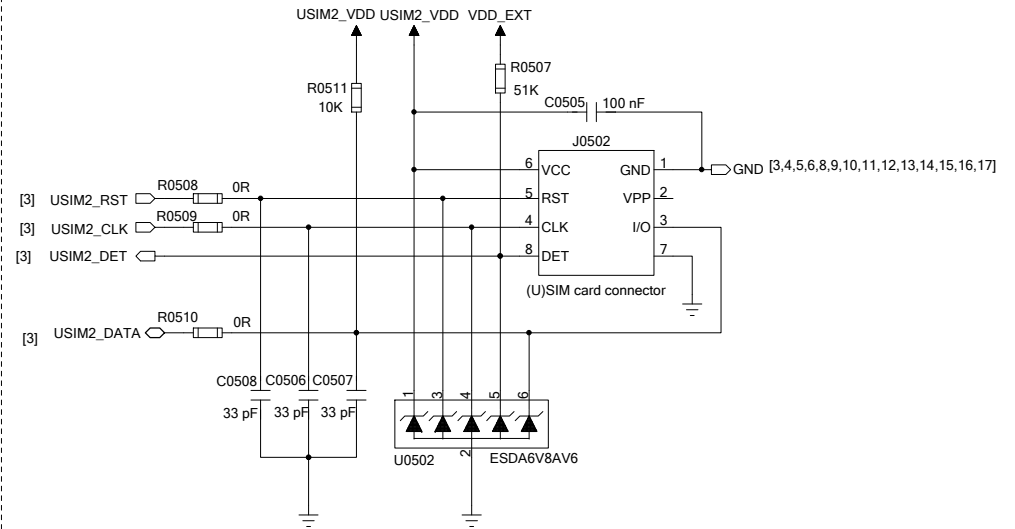 USIM2_VDD USIM2_VDD VDD_EXT
R0511
10K
R0507
51K
C0505 100 nF
J0502
6 VCC GND 1
GND [3,4,5,6,8,9,10,11,12,13,14,15,16,17]
5 RST VPP 2
4 CLK I/O 3
8 DET 7
(U)SIM card connector
[3] USIM2_RST R0508 0R
[3] USIM2_CLK R0509 0R
[3] USIM2_DET
[3] USIM2_DATA R0510 0R
C0508 C0506 C0507
33 pF 33 pF 33 pF
1 3 4 5 6
2
U0502 ESDA6V8AV6